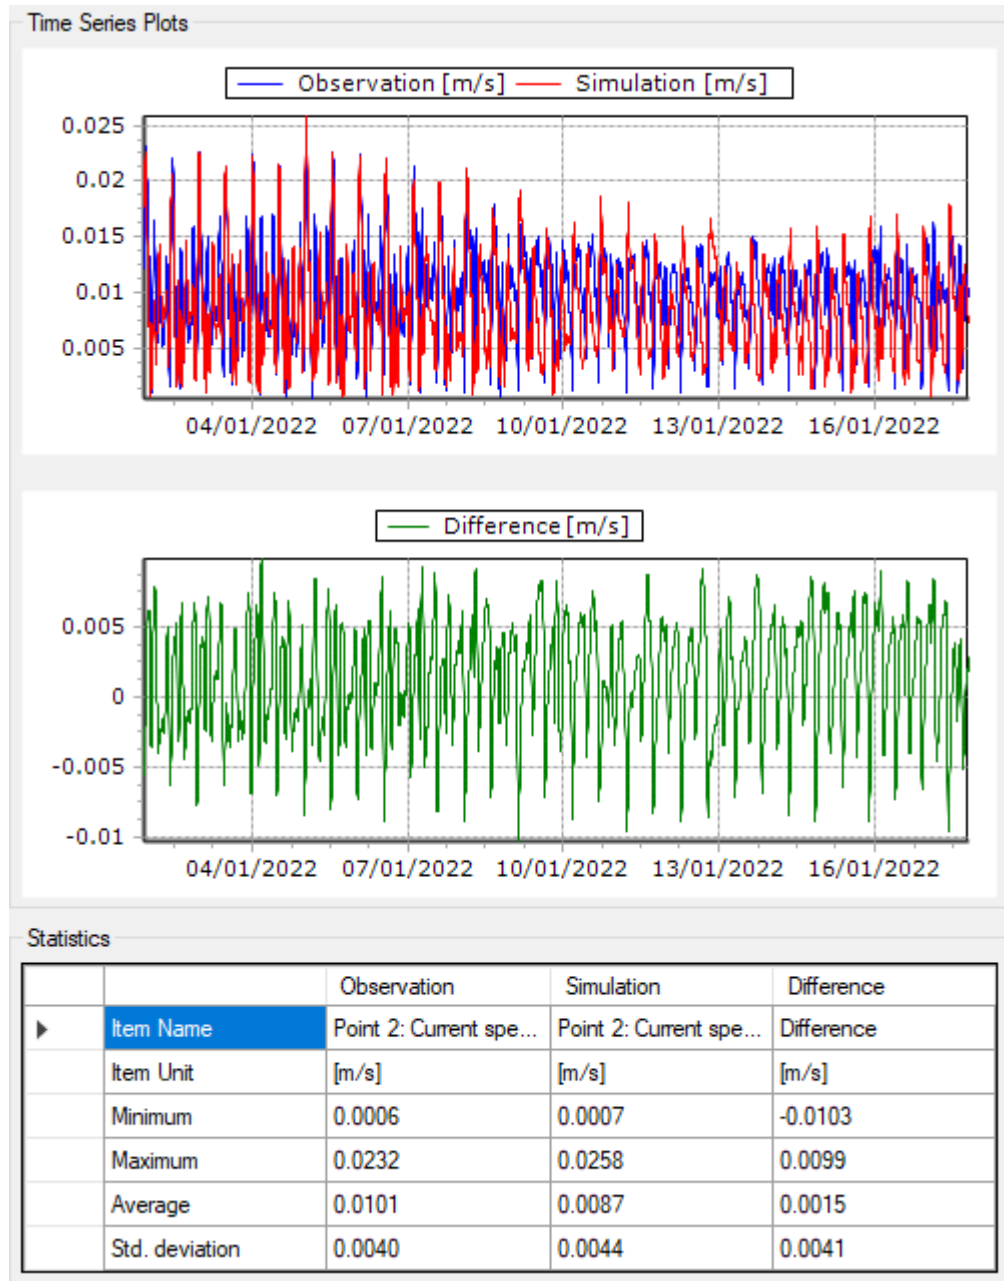 Time Series Plots
Observation [m/s] Simulation [m/s]
0.025
0.02
0.015
0.01
0.005
04/01/2022 07/01/2022 10/01/2022 13/01/2022 16/01/2022
Difference [m/s]
0.005
0
-0.005
-0.01
04/01/2022 07/01/2022 10/01/2022 13/01/2022 16/01/2022
Statistics
Observation Simulation Difference
Item Name Point 2: Current spe... Point 2: Current spe... Difference
Item Unit [m/s] [m/s] [m/s]
Minimum 0.0006 0.0007 -0.0103
Maximum 0.0232 0.0258 0.0099
Average 0.0101 0.0087 0.0015
Std. deviation 0.0040 0.0044 0.0041